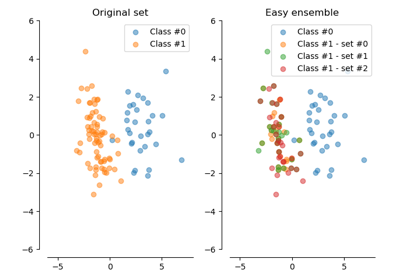 Original set
Easy ensemble
6
4
2
0
−2
−4
−6
−5
0
5
Class #0
Class #1
6
4
2
0
−2
−4
−6
−5
0
5
Class #0
Class #1 - set #0
Class #1 - set #1
Class #1 - set #2